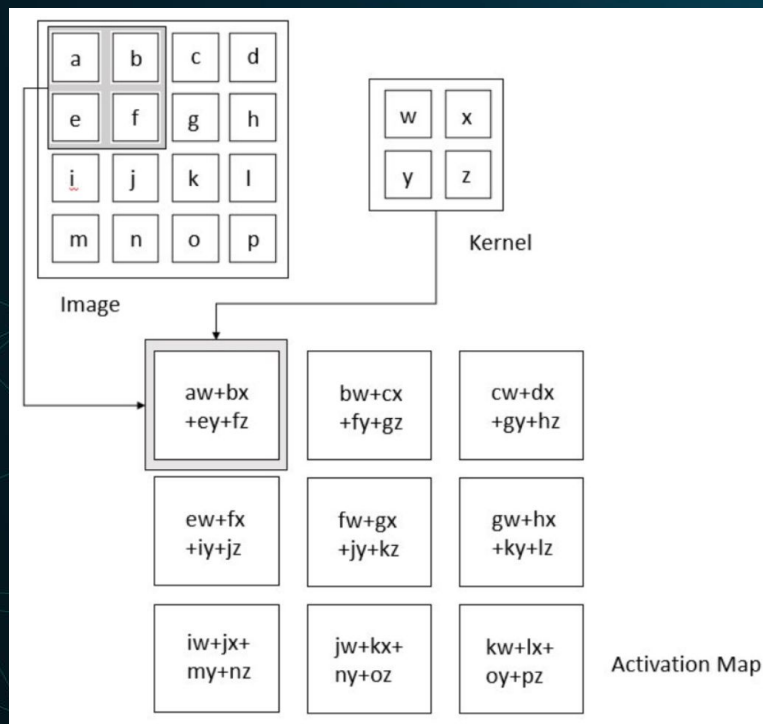 a b c d
e f g h
i j k l
m n o p
Image
w x
y z
Kernel
aw+bx
+ey+fz
bw+cx
+fy+gz
cw+dx
+gy+hz
ew+fx
+iy+jz
fw+gx
+jy+kz
gw+hx
+ky+lz
iw+jx+
my+nz
jw+kx+
ny+oz
kw+lx+
oy+pz
Activation Map